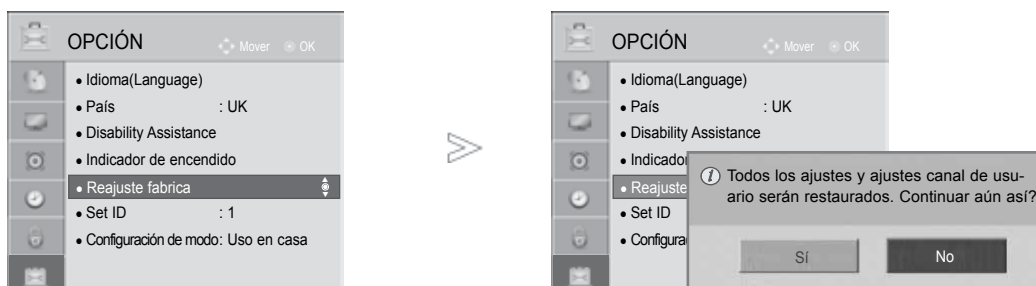 OPCIÓN
Mover OK
• Idioma(Language)
• País : UK
• Disability Assistance
• Indicador de encendido
• Reajuste fabrica
• Set ID : 1
• Configuración de modo: Uso en casa
OPCIÓN
Mover OK
• Idioma(Language)
• País : UK
• Disability Assistance
• Indicador
• Reajuste
• Set ID
• Configura
Todos los ajustes y ajustes canal de usu-
ario serán restaurados. Continuar aún así?
Sí
No